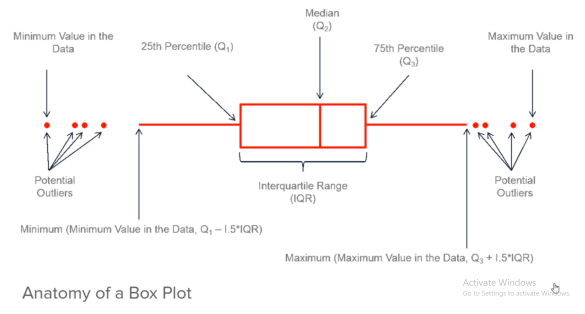 Median
(Q₂)
Minimum Value in the
Data
25th Percentile (Q₁)
75th Percentile
(Q₃)
Maximum Value in
the Data
Potential
Outliers
Interquartile Range
(IQR)
Potential
Outliers
Minimum (Minimum Value in the Data, Q₁ – I.5*IQR)
Maximum (Maximum Value in the Data, Q₃ + I.5*IQR)
Anatomy of a Box Plot
Activate Windows
Go to Settings to activate Windows.